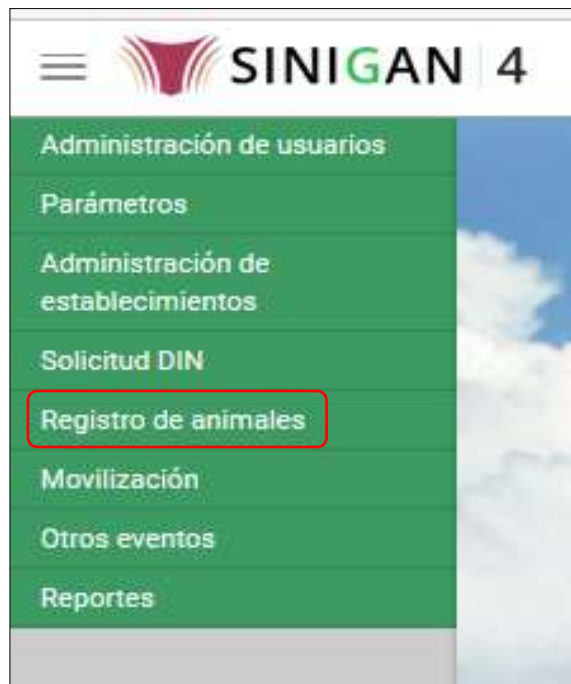 SINIGAN 4
Administración de usuarios
Parámetros
Administración de
establecimientos
Solicitud DIN
Registro de animales
Movilización
Otros eventos
Reportes